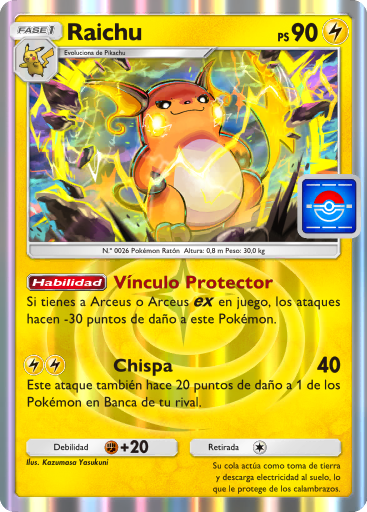 FASE 1
Raichu
PS 90
Evoluciona de Pikachu
N.º 0026 Pokémon Ratón Altura: 0,8 m Peso: 30,0 kg
Habilidad Vínculo Protector
Si tienes a Arceus o Arceus ex en juego, los ataques
hacen -30 puntos de daño a este Pokémon.
Chispa 40
Este ataque también hace 20 puntos de daño a 1 de los
Pokémon en Banca de tu rival.
Debilidad +20 Retirada
Ilus. Kazumasa Yasukuni
Su cola actúa como toma de tierra
y descarga electricidad al suelo, lo
que le protege de los calambrazos.